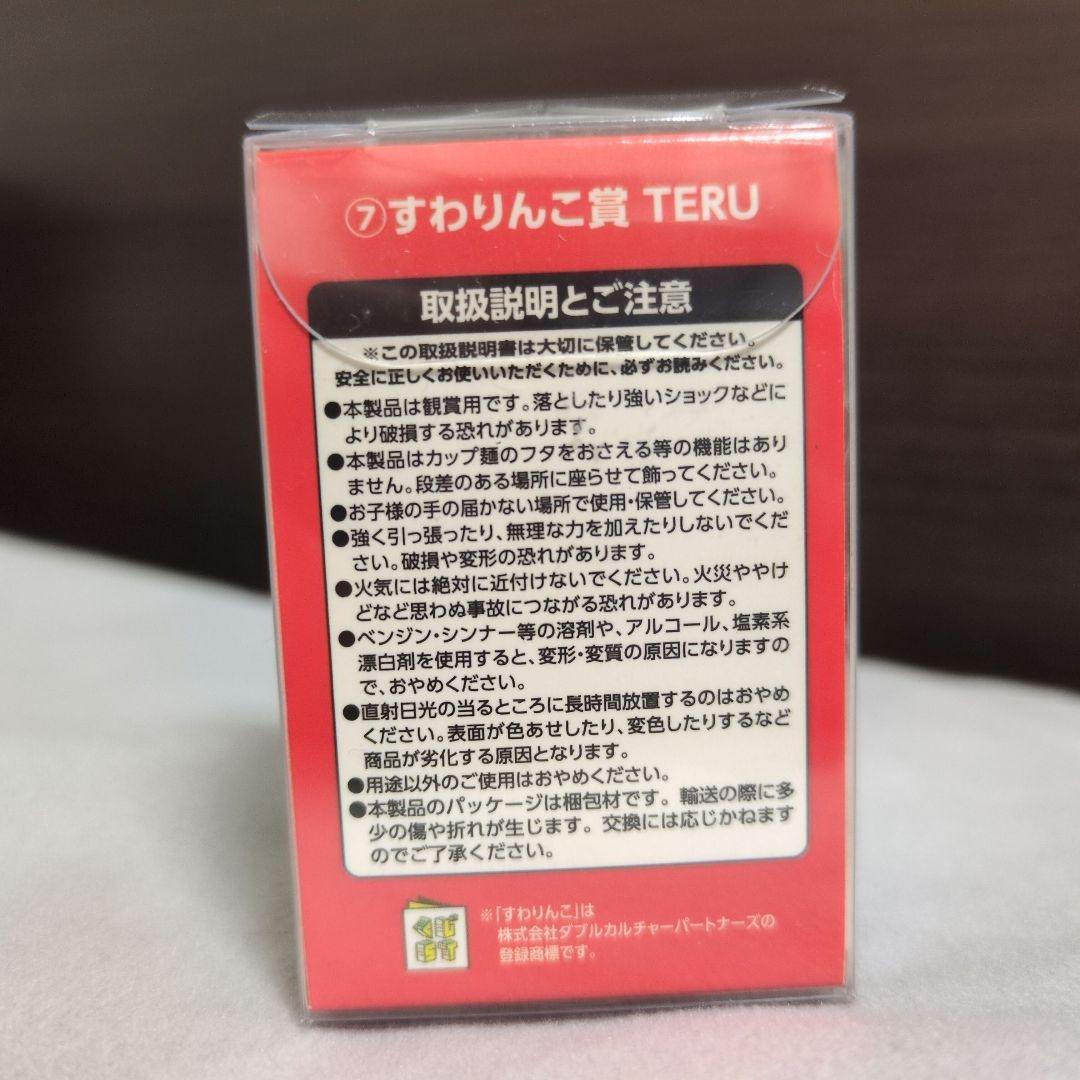 ⑦すわりんこ賞 TERU
取扱説明とご注意
※この取扱説明書は大切に保管してください。
安全に正しくお使いいただくために、必ずお読みください。
●本製品は観賞用です。落としたり強いショックなどに
より破損する恐れがあります。
●本製品はカップ麺のフタをおさえる等の機能はあり
ません。段差のある場所に座らせて飾ってください。
●お子様の手の届かない場所で使用・保管してください。
●強く引っ張ったり、無理な力を加えたりしないでくだ
さい。破損や変形の恐れがあります。
●火気には絶対に近付けないでください。火災ややけ
どなど思わぬ事故につながる恐れがあります。
●ベンジン・シンナー等の溶剤や、アルコール、塩素系
漂白剤を使用すると、変形・変質の原因になりますの
で、おやめください。
●直射日光の当るところに長時間放置するのはおやめ
ください。表面が色あせしたり、変色したりするなど
商品が劣化する原因となります。
●用途以外のご使用はおやめください。
●本製品のパッケージは梱包材です。輸送の際に多
少の傷や折れが生じます。交換には応じかねます
のでご了承ください。
くじ
引堂
※「すわりんこ」は
株式会社ダブルカルチャーパートナーズの
登録商標です。